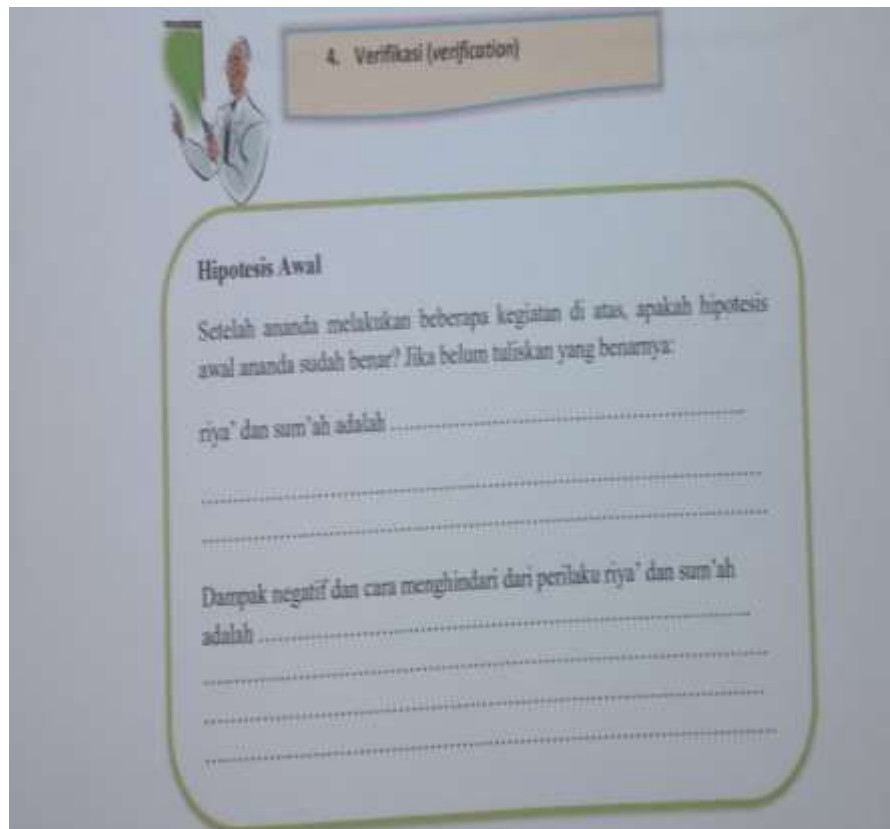 4. Verifikasi (verification)
Hipotesis Awal
Setelah ananda melakukan beberapa kegiatan di atas, apakah hipotesis
awal ananda sudah benar? Jika belum tuliskan yang benarnya:
riya’ dan sum’ah adalah ........................................................
................................................................................
................................................................................
Dampak negatif dan cara menghindari dari perilaku riya’ dan sum’ah
adalah ........................................................................
................................................................................
................................................................................
................................................................................